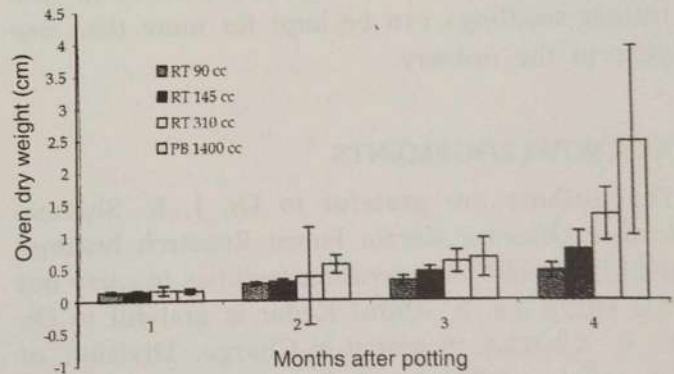 4.5
4
3.5
3
2.5
2
1.5
1
0.5
0
-0.5
-1
Oven dry weight (cm)
RT 90 cc
RT 145 cc
RT 310 cc
PB 1400 cc
1 2 3 4
Months after potting